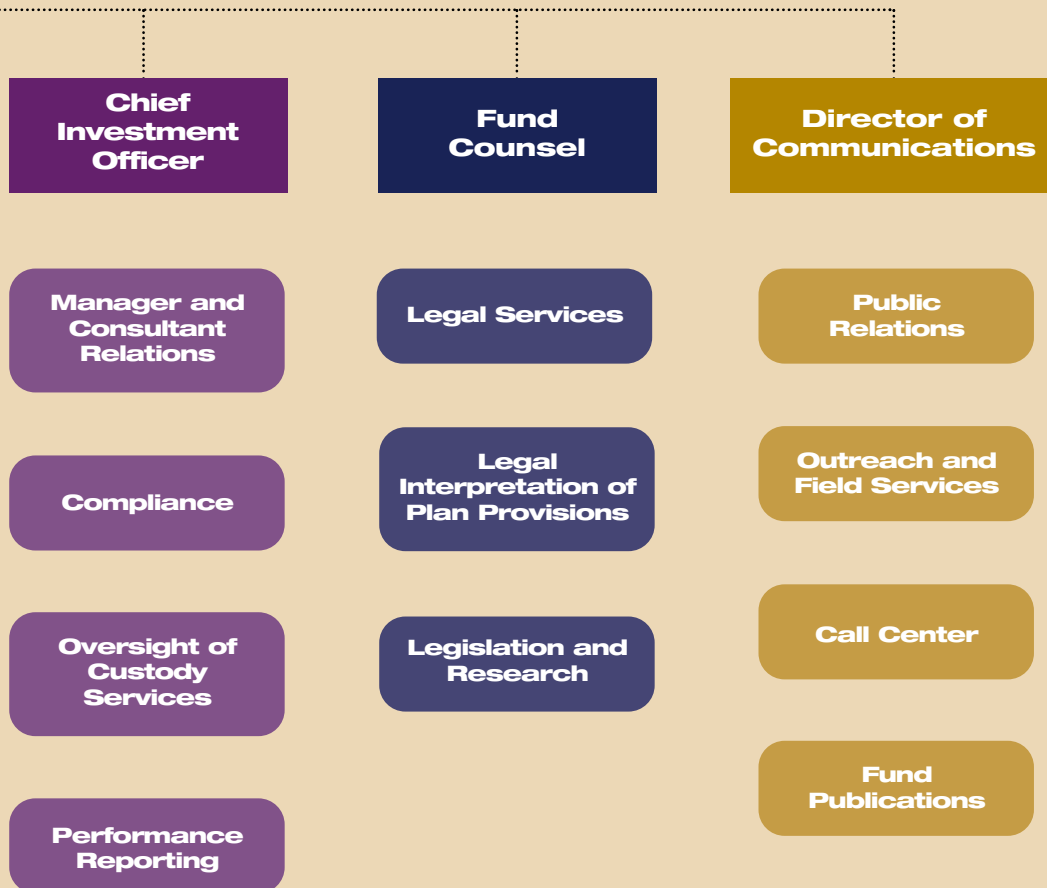 Chief
Investment
Officer
Manager and
Consultant
Relations
Compliance
Oversight of
Custody
Services
Performance
Reporting
Fund
Counsel
Legal Services
Legal
Interpretation of
Plan Provisions
Legislation and
Research
Director of
Communications
Public
Relations
Outreach and
Field Services
Call Center
Fund
Publications